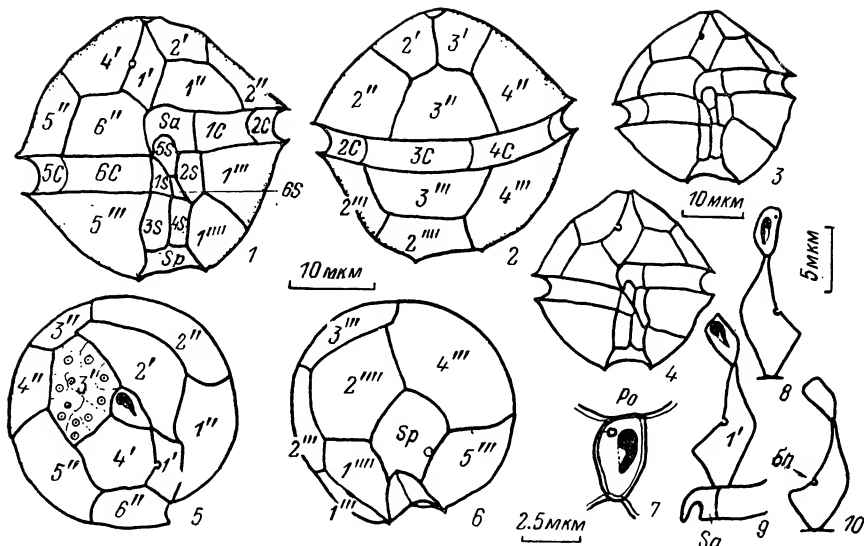 4' 1' 2' 1'' 2''
5'' 6'' Sa 1C 2C
5S
5C 6C 1S 2S 1''' 6S
5''' 3S 4S 1''''
Sp
1
2' 3'
2'' 3'' 4''
2C 3C 4C
2''' 3''' 4'''
2''''
2
10 мкм
3
10 мкм
4
5мкм
8
3'' 2''
4'' 3' 2'
1''
5'' 4' 1'
6''
5
3'''
2'''' 4'''
2''' Sp
1'''' 5'''
1'''
6
Po
7
2.5мкм
1'
Sa
9
бп
10